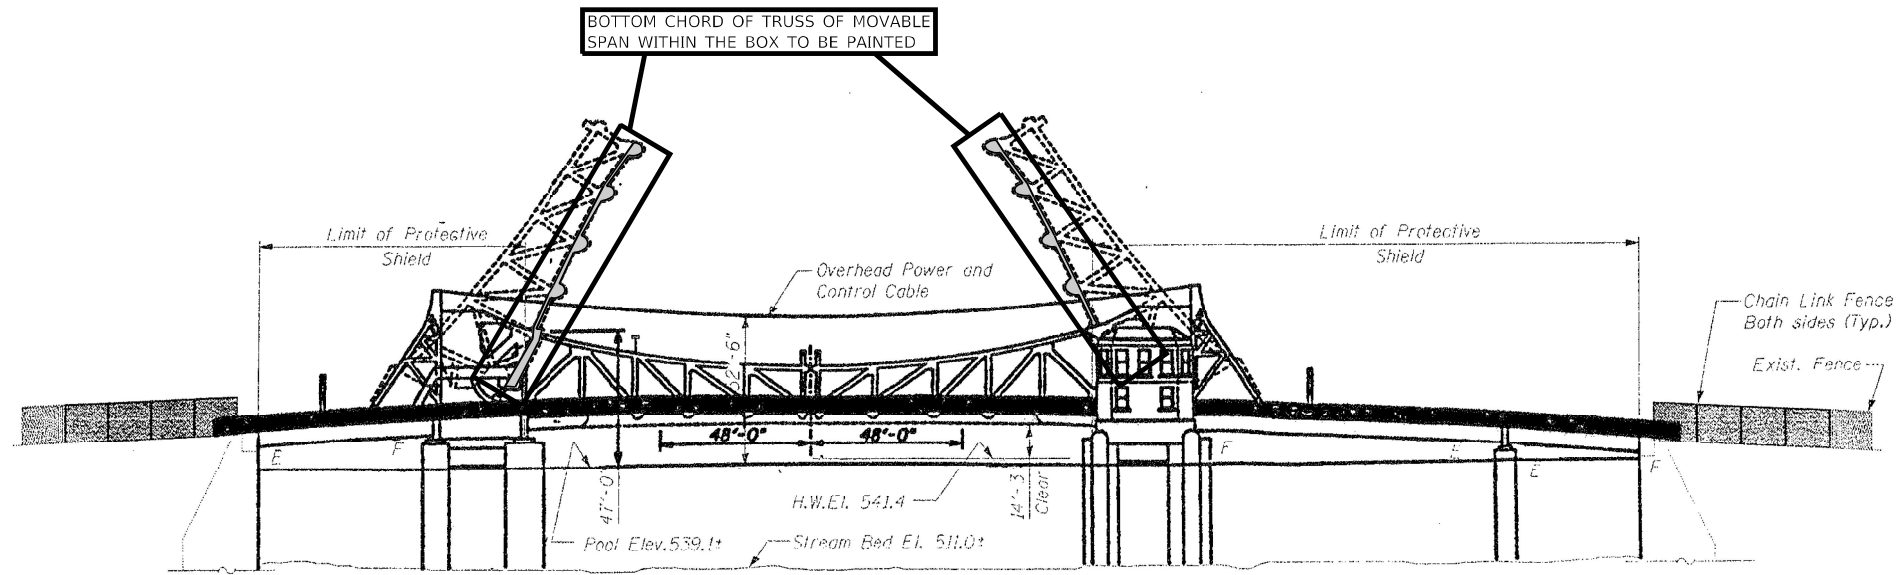 BOTTOM CHORD OF TRUSS OF MOVABLE
SPAN WITHIN THE BOX TO BE PAINTED
Limit of Protective
Shield
Limit of Protective
Shield
Overhead Power and
Control Cable
Chain Link Fence
Both sides (Typ.)
Exist. Fence
52'-6"
48'-0"
48'-0"
E
F
F
E
E
F
47'-0"
14'-3
Clear
H.W.El. 541.4
Pool Elev.539.1±
Stream Bed El. 511.0±